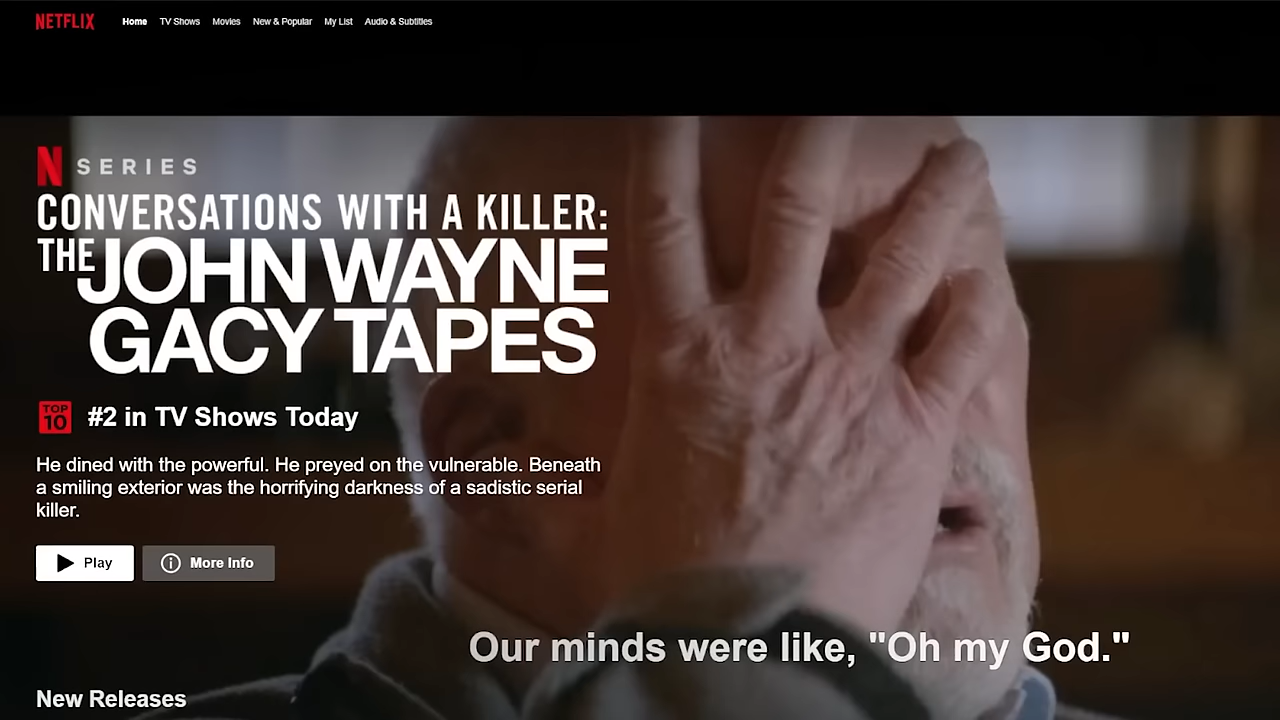 NETFLIX Home TV Shows Movies New & Popular My List Audio & Subtitles
N SERIES
CONVERSATIONS WITH A KILLER:
THE JOHN WAYNE
GACY TAPES
TOP
10
#2 in TV Shows Today
He dined with the powerful. He preyed on the vulnerable. Beneath
a smiling exterior was the horrifying darkness of a sadistic serial
killer.
Play More Info
Our minds were like, "Oh my God."
New Releases